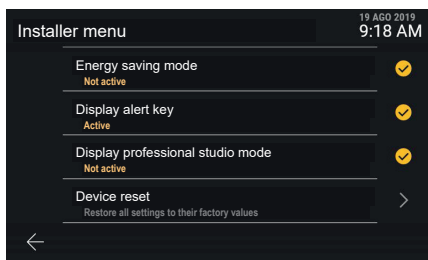 19 AGO 2019
Installer menu
9:18 AM
Energy saving mode
Not active
Display alert key
Active
Display professional studio mode
Not active
Device reset
Restore all settings to their factory values